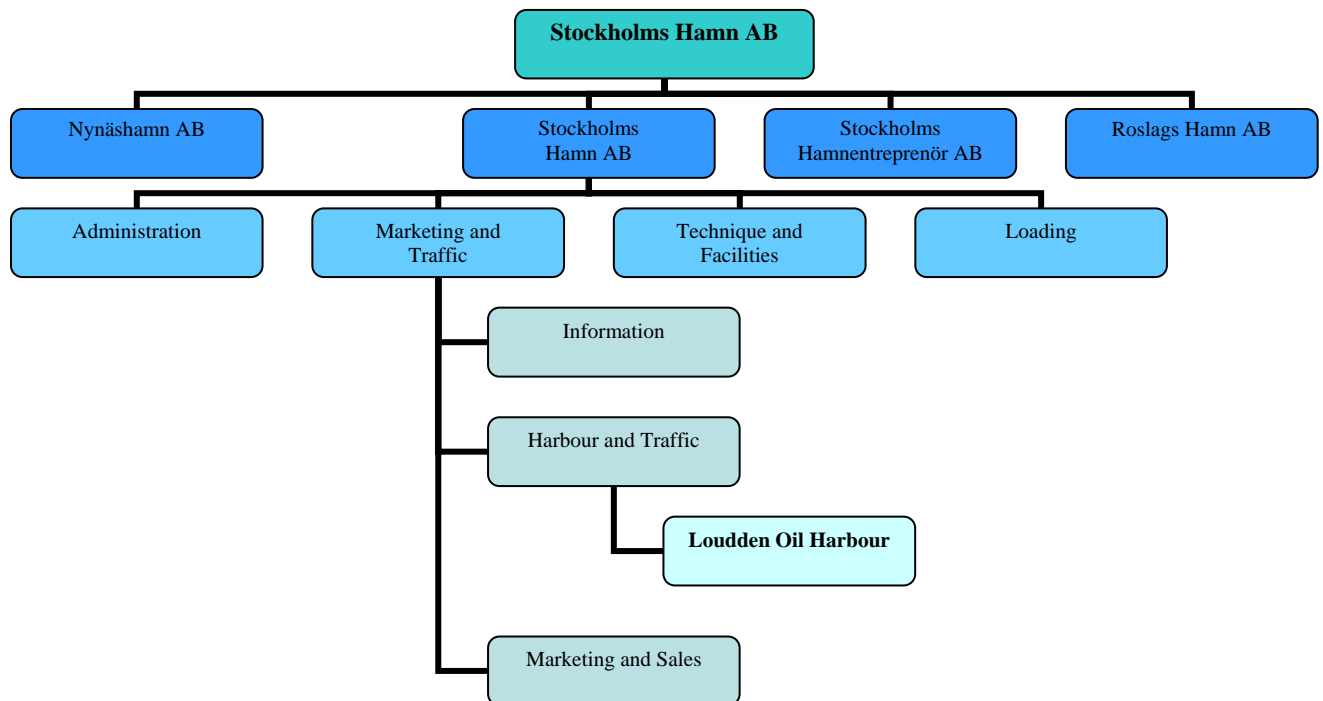 Stockholms Hamn AB
Nynäshamn AB
Stockholms
Hamn AB
Stockholms
Hamnentreprenör AB
Roslags Hamn AB
Administration
Marketing and
Traffic
Technique and
Facilities
Loading
Information
Harbour and Traffic
Loudden Oil Harbour
Marketing and Sales